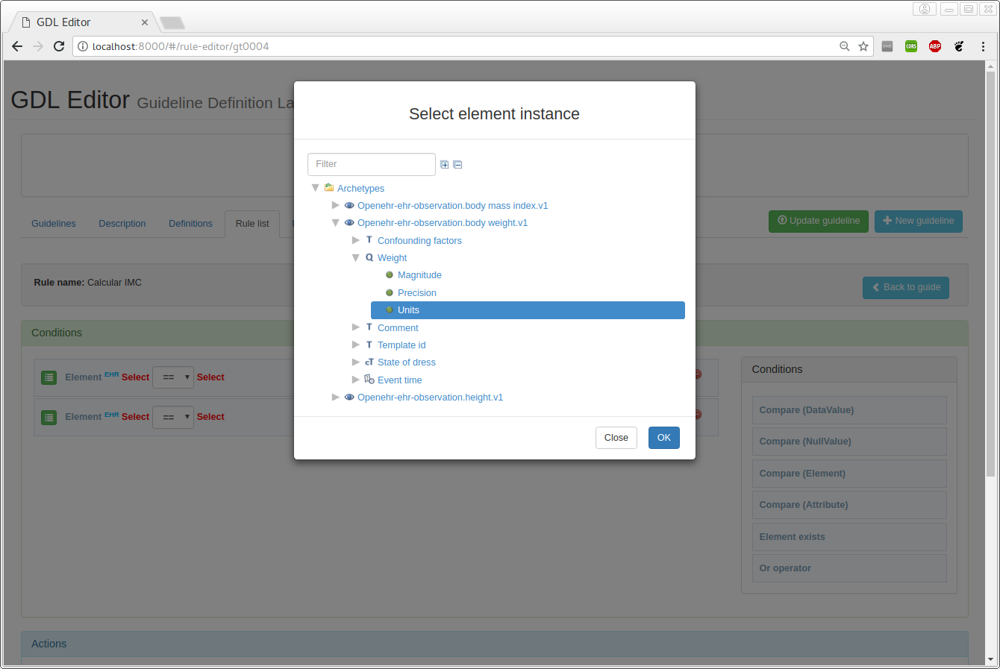 GDL Editor
localhost:8000/#/rule-editor/gt0004
CORS
ABP
GDL Editor Guideline Definition La
Select element instance
Filter
Archetypes
Openehr-ehr-observation.body mass index.v1
Openehr-ehr-observation.body weight.v1
T Confounding factors
Q Weight
Magnitude
Precision
Units
T Comment
T Template id
cT State of dress
Event time
Openehr-ehr-observation.height.v1
Close OK
Guidelines Description Definitions Rule list
Update guideline New guideline
Rule name: Calcular IMC
Back to guide
Conditions
Element EHR Select == Select
Element EHR Select == Select
Conditions
Compare (DataValue)
Compare (NullValue)
Compare (Element)
Compare (Attribute)
Element exists
Or operator
Actions